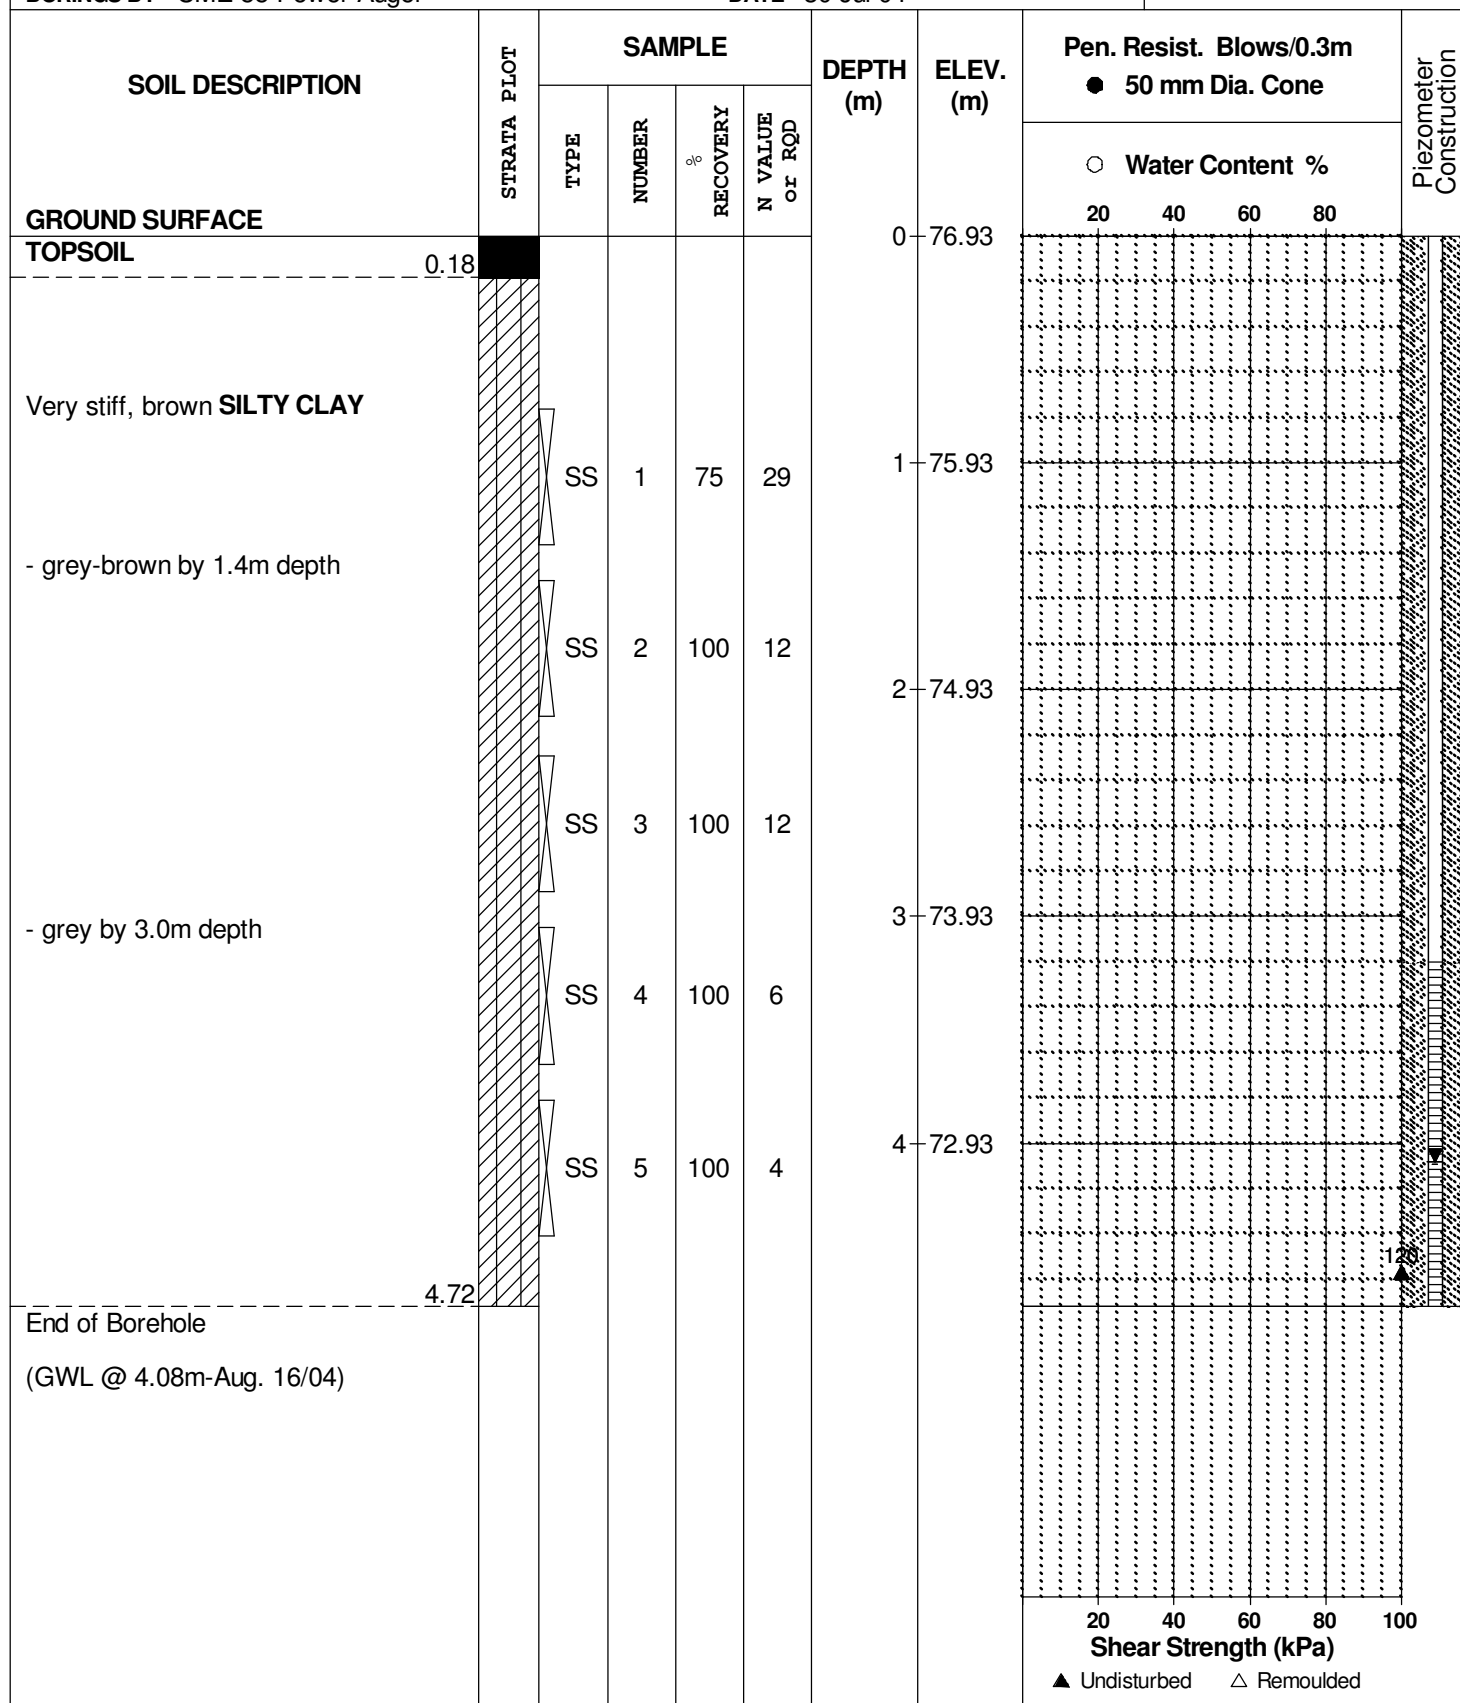 SOIL DESCRIPTION
GROUND SURFACE
STRATA PLOT
SAMPLE
TYPE
NUMBER
% RECOVERY
N VALUE or RQD
DEPTH (m)
ELEV. (m)
Pen. Resist. Blows/0.3m
● 50 mm Dia. Cone
○ Water Content %
20 40 60 80
Piezometer Construction
TOPSOIL
0.18
0 76.93
Very stiff, brown SILTY CLAY
SS 1 75 29
1 75.93
- grey-brown by 1.4m depth
SS 2 100 12
2 74.93
SS 3 100 12
- grey by 3.0m depth
3 73.93
SS 4 100 6
4 72.93
SS 5 100 4
120
4.72
End of Borehole
(GWL @ 4.08m-Aug. 16/04)
20 40 60 80 100
Shear Strength (kPa)
▲ Undisturbed △ Remoulded